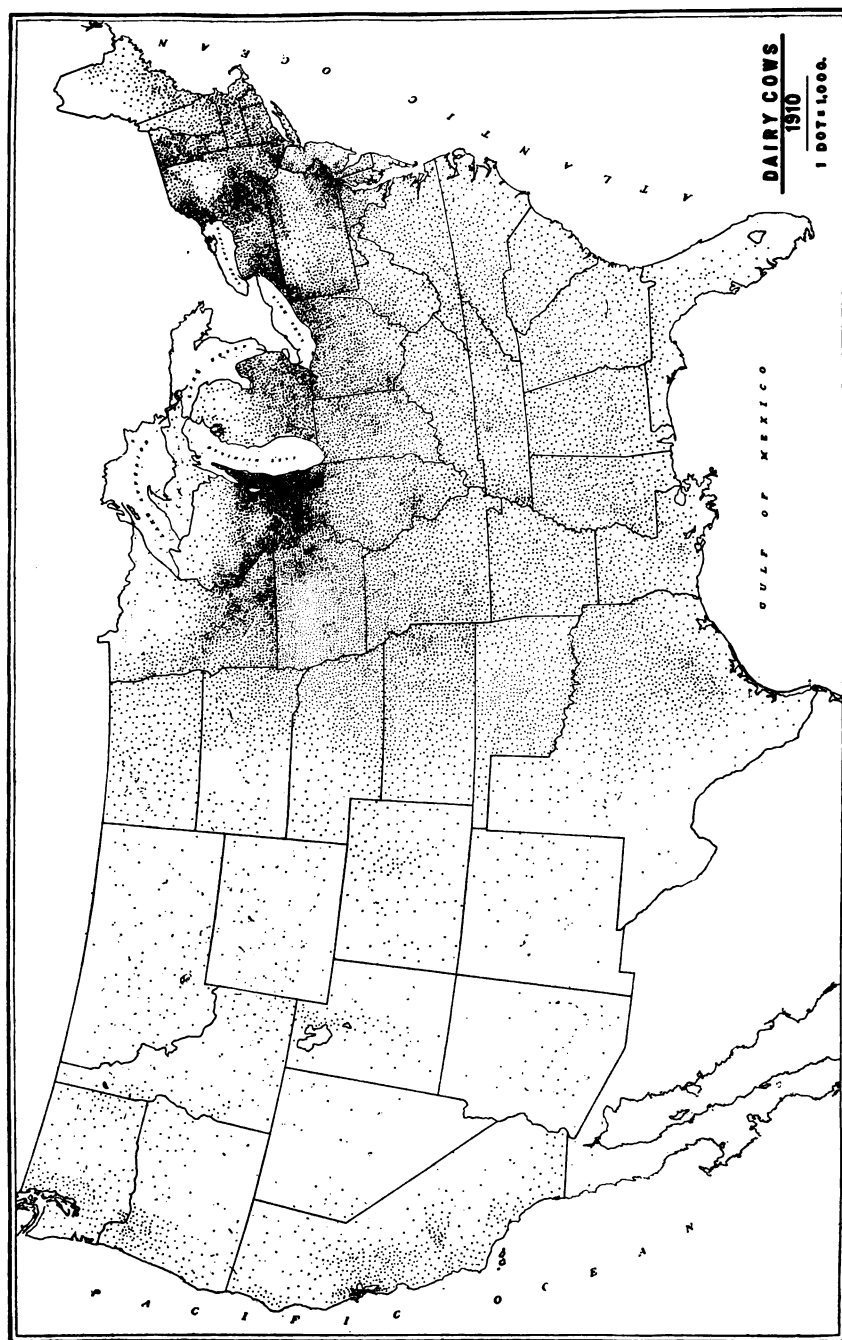 DAIRY COWS
1910
1 DOT = 1,000.
ATLANTIC OCEAN
GULF OF MEXICO
PACIFIC OCEAN